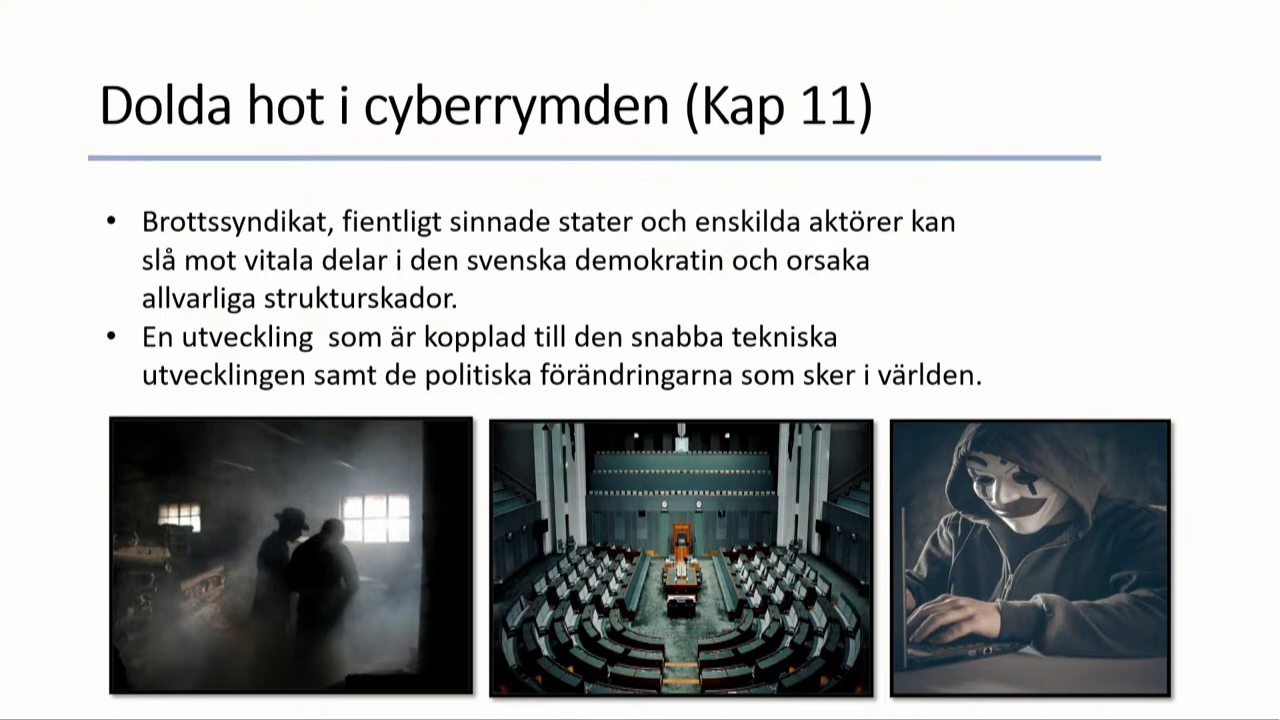 Dolda hot i cyberrymden (Kap 11)
• Brottssyndikat, fientligt sinnade stater och enskilda aktörer kan
slå mot vitala delar i den svenska demokratin och orsaka
allvarliga strukturskador.
• En utveckling  som är kopplad till den snabba tekniska
utvecklingen samt de politiska förändringarna som sker i världen.